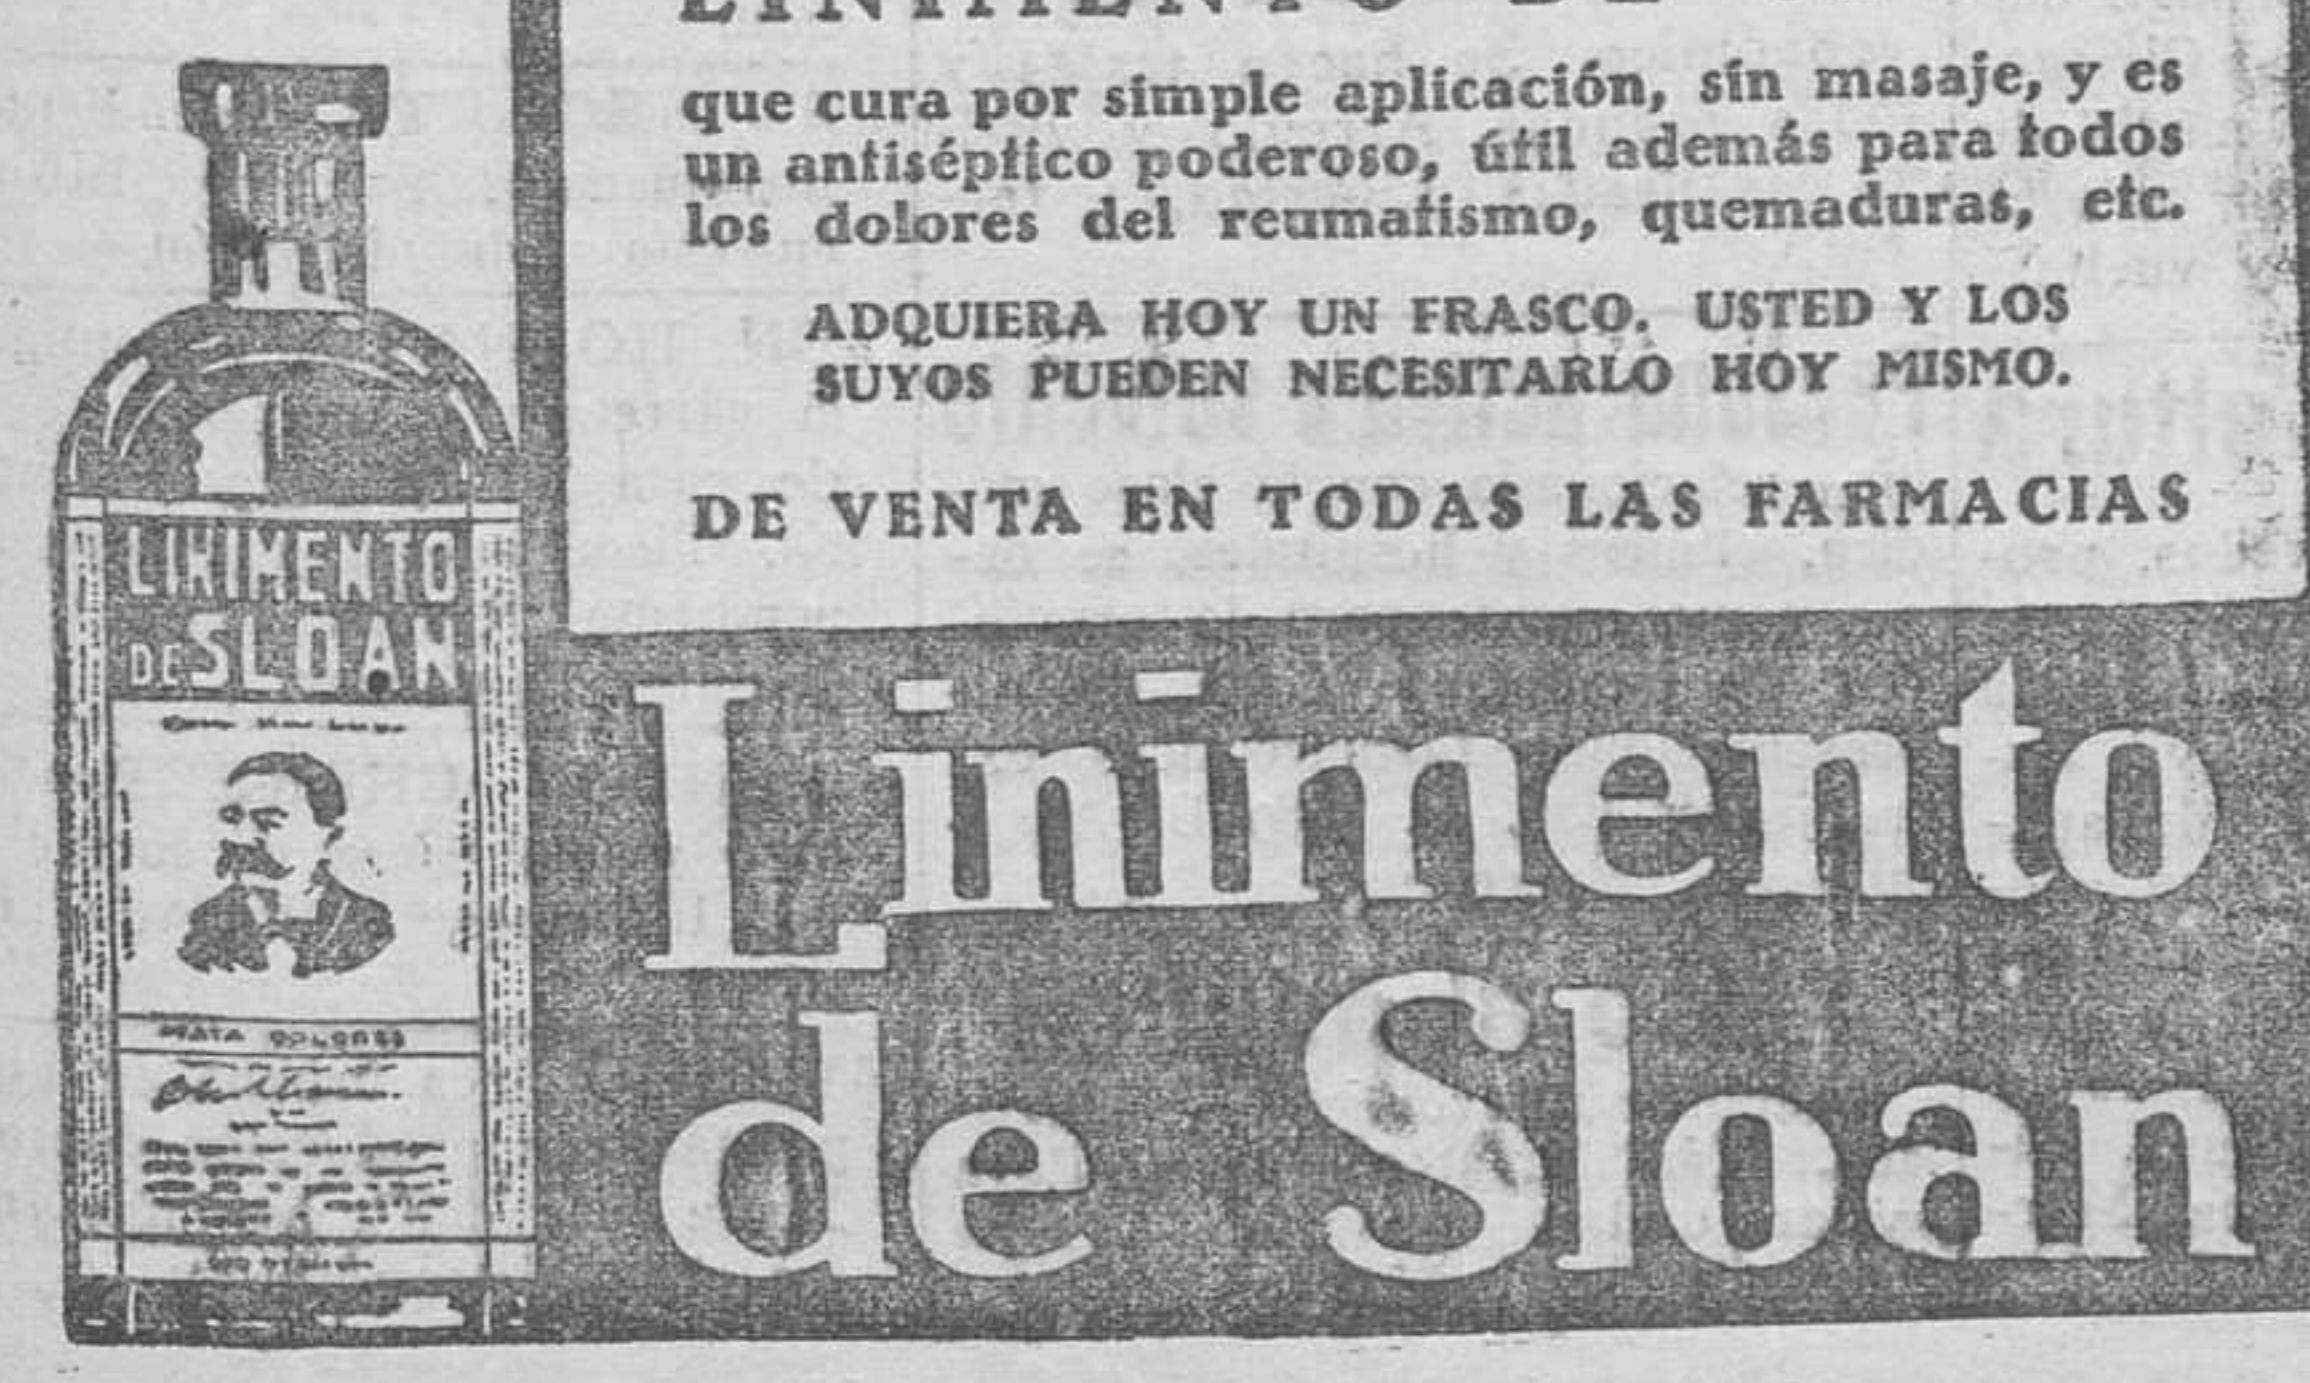 LINIMENTO DE
que cura por simple aplicación, sin masaje, y es
un antiséptico poderoso, útil además para todos
los dolores del reumatismo, quemaduras, etc.
ADQUIERA HOY UN FRASCO. USTED Y LOS
SUYOS PUEDEN NECESITARLO HOY MISMO.
DE VENTA EN TODAS LAS FARMACIAS
LINIMENTO
DE SLOAN
MATA DOLORES
Linimento
de Sloan